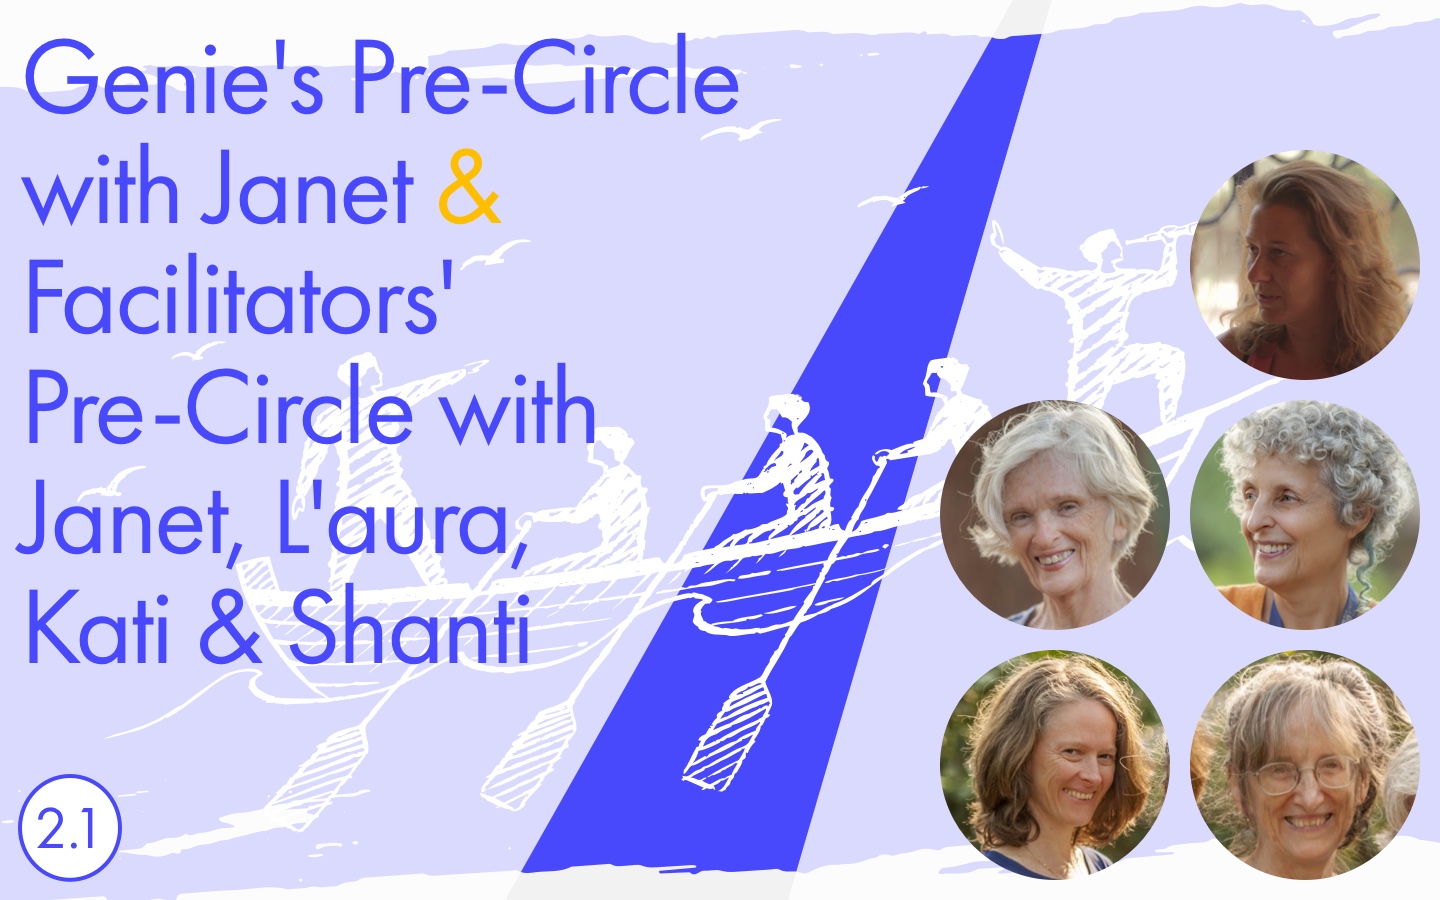 Genie's Pre-Circle
with Janet &
Facilitators'
Pre-Circle with
Janet, L'aura,
Kati & Shanti
2.1